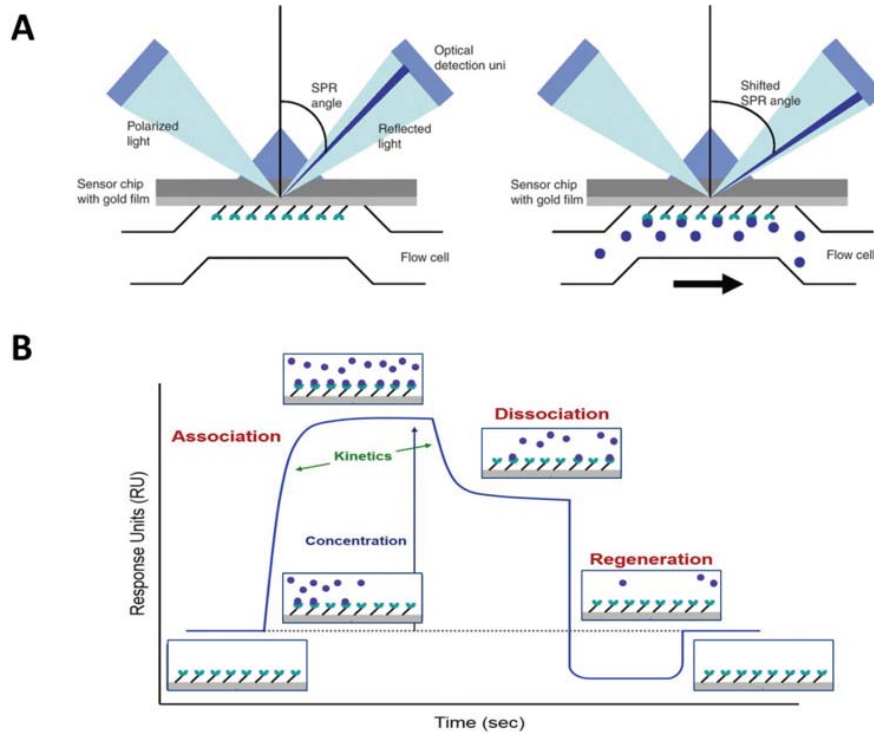 A
Polarized
light
SPR
angle
Optical
detection uni
Reflected
light
Sensor chip
with gold film
Flow cell
Shifted
SPR angle
Sensor chip
with gold film
Flow cell
B
Response Units (RU)
Association
Kinetics
Concentration
Dissociation
Regeneration
Time (sec)